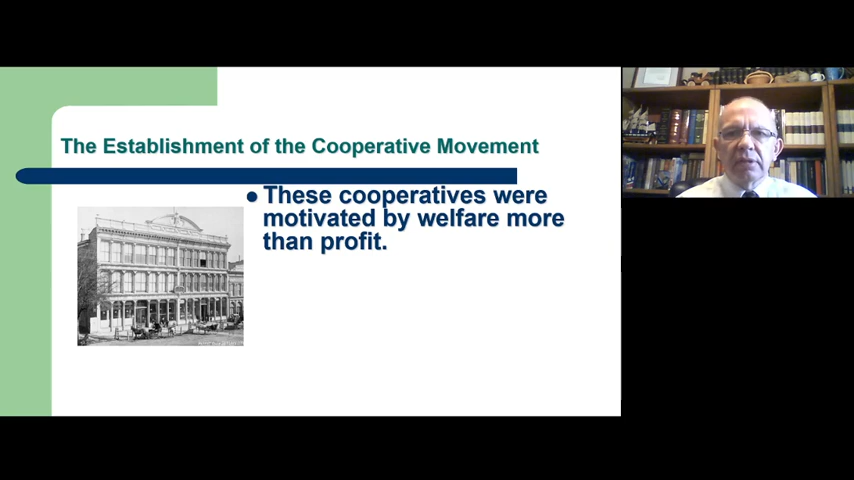 The Establishment of the Cooperative Movement
These cooperatives were
motivated by welfare more
than profit.